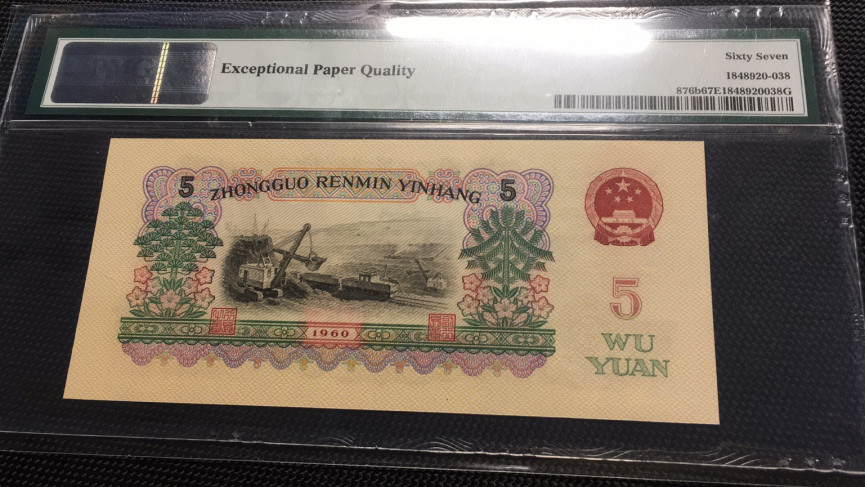 Exceptional Paper Quality
Sixty Seven
1848920-038
876b67E1848920038G
5 ZHONGGUO RENMIN YINHANG 5
1960
5
WU
YUAN